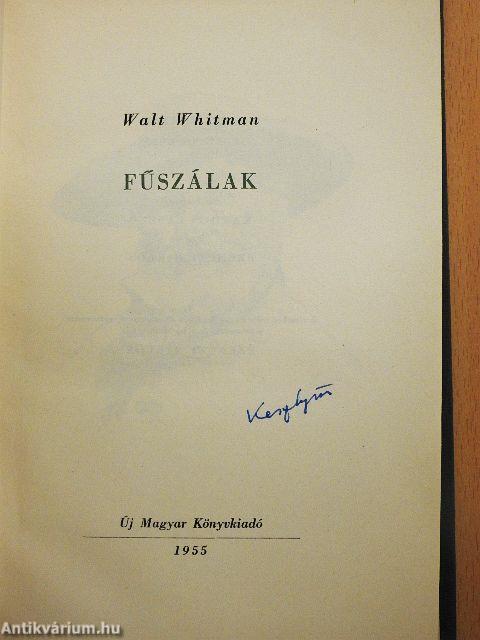 Walt Whitman
FŰSZÁLAK
Új Magyar Könyvkiadó
1955
Antikvárium.hu